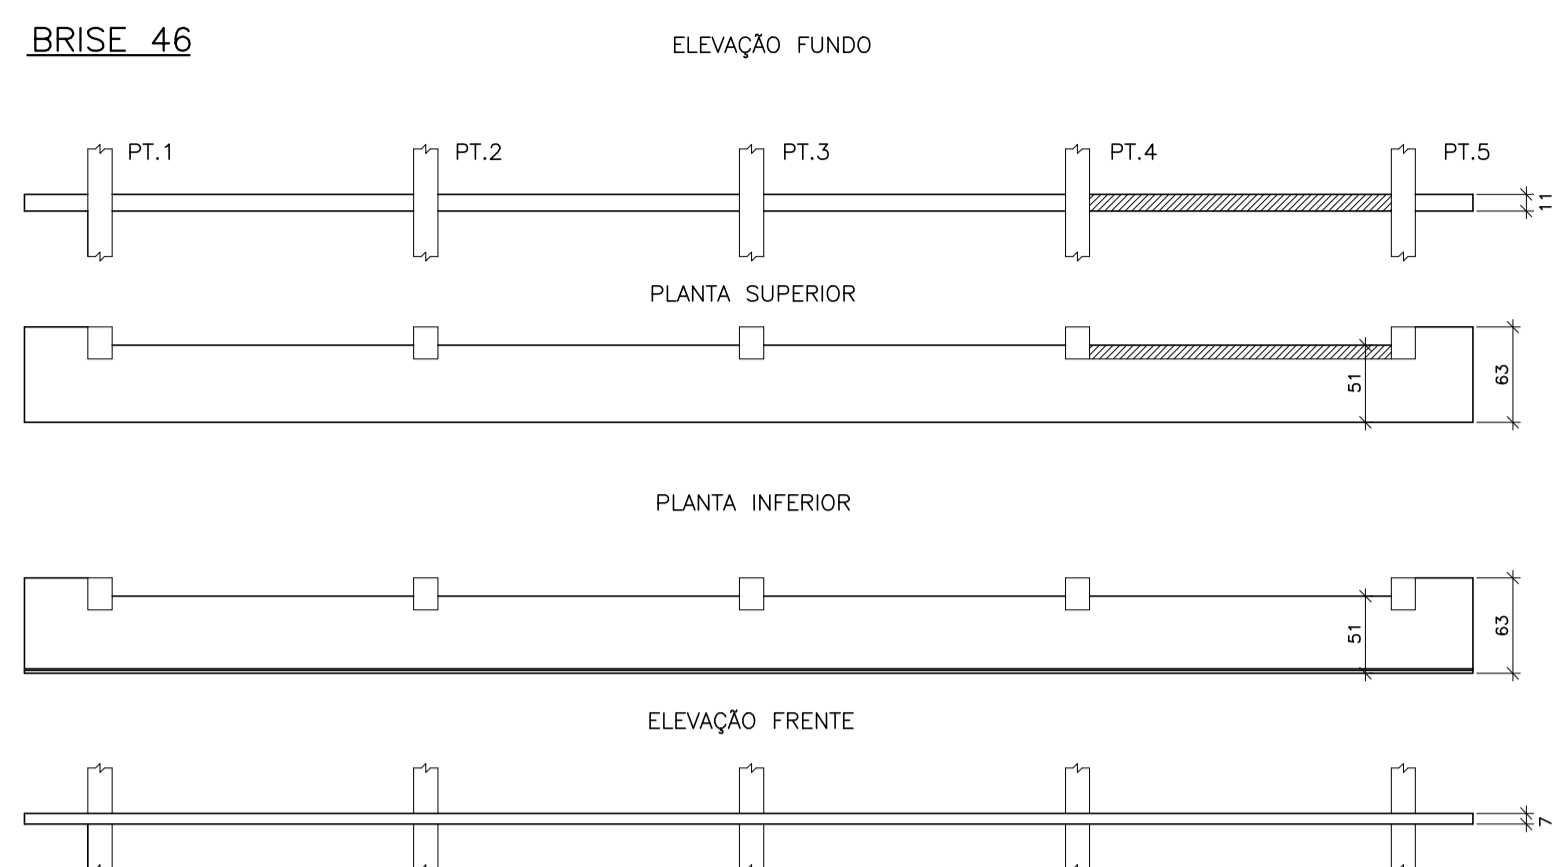 BRISE 46
ELEVAÇÃO FUNDO
PT.1 PT.2 PT.3 PT.4 PT.5
11
PLANTA SUPERIOR
51
63
PLANTA INFERIOR
51
63
ELEVAÇÃO FRENTE
7